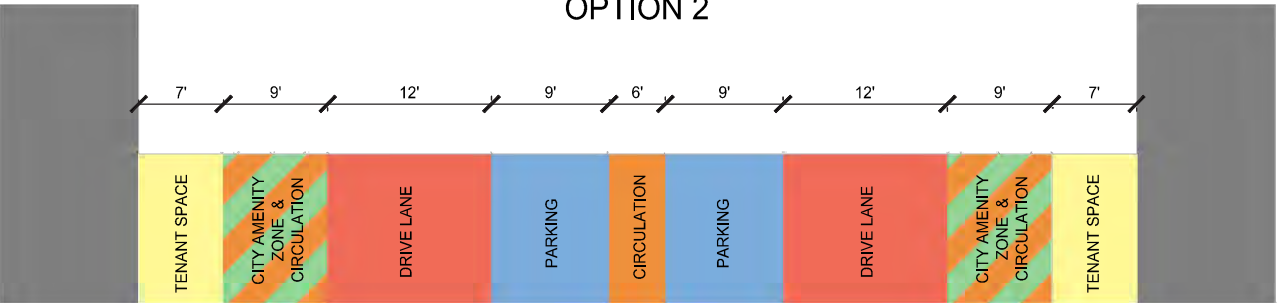 OPTION 2
7' 9' 12' 9' 6' 9' 12' 9' 7'
TENANT SPACE
CITY AMENITY
ZONE &
CIRCULATION
DRIVE LANE
PARKING
CIRCULATION
PARKING
DRIVE LANE
CITY AMENITY
ZONE &
CIRCULATION
TENANT SPACE